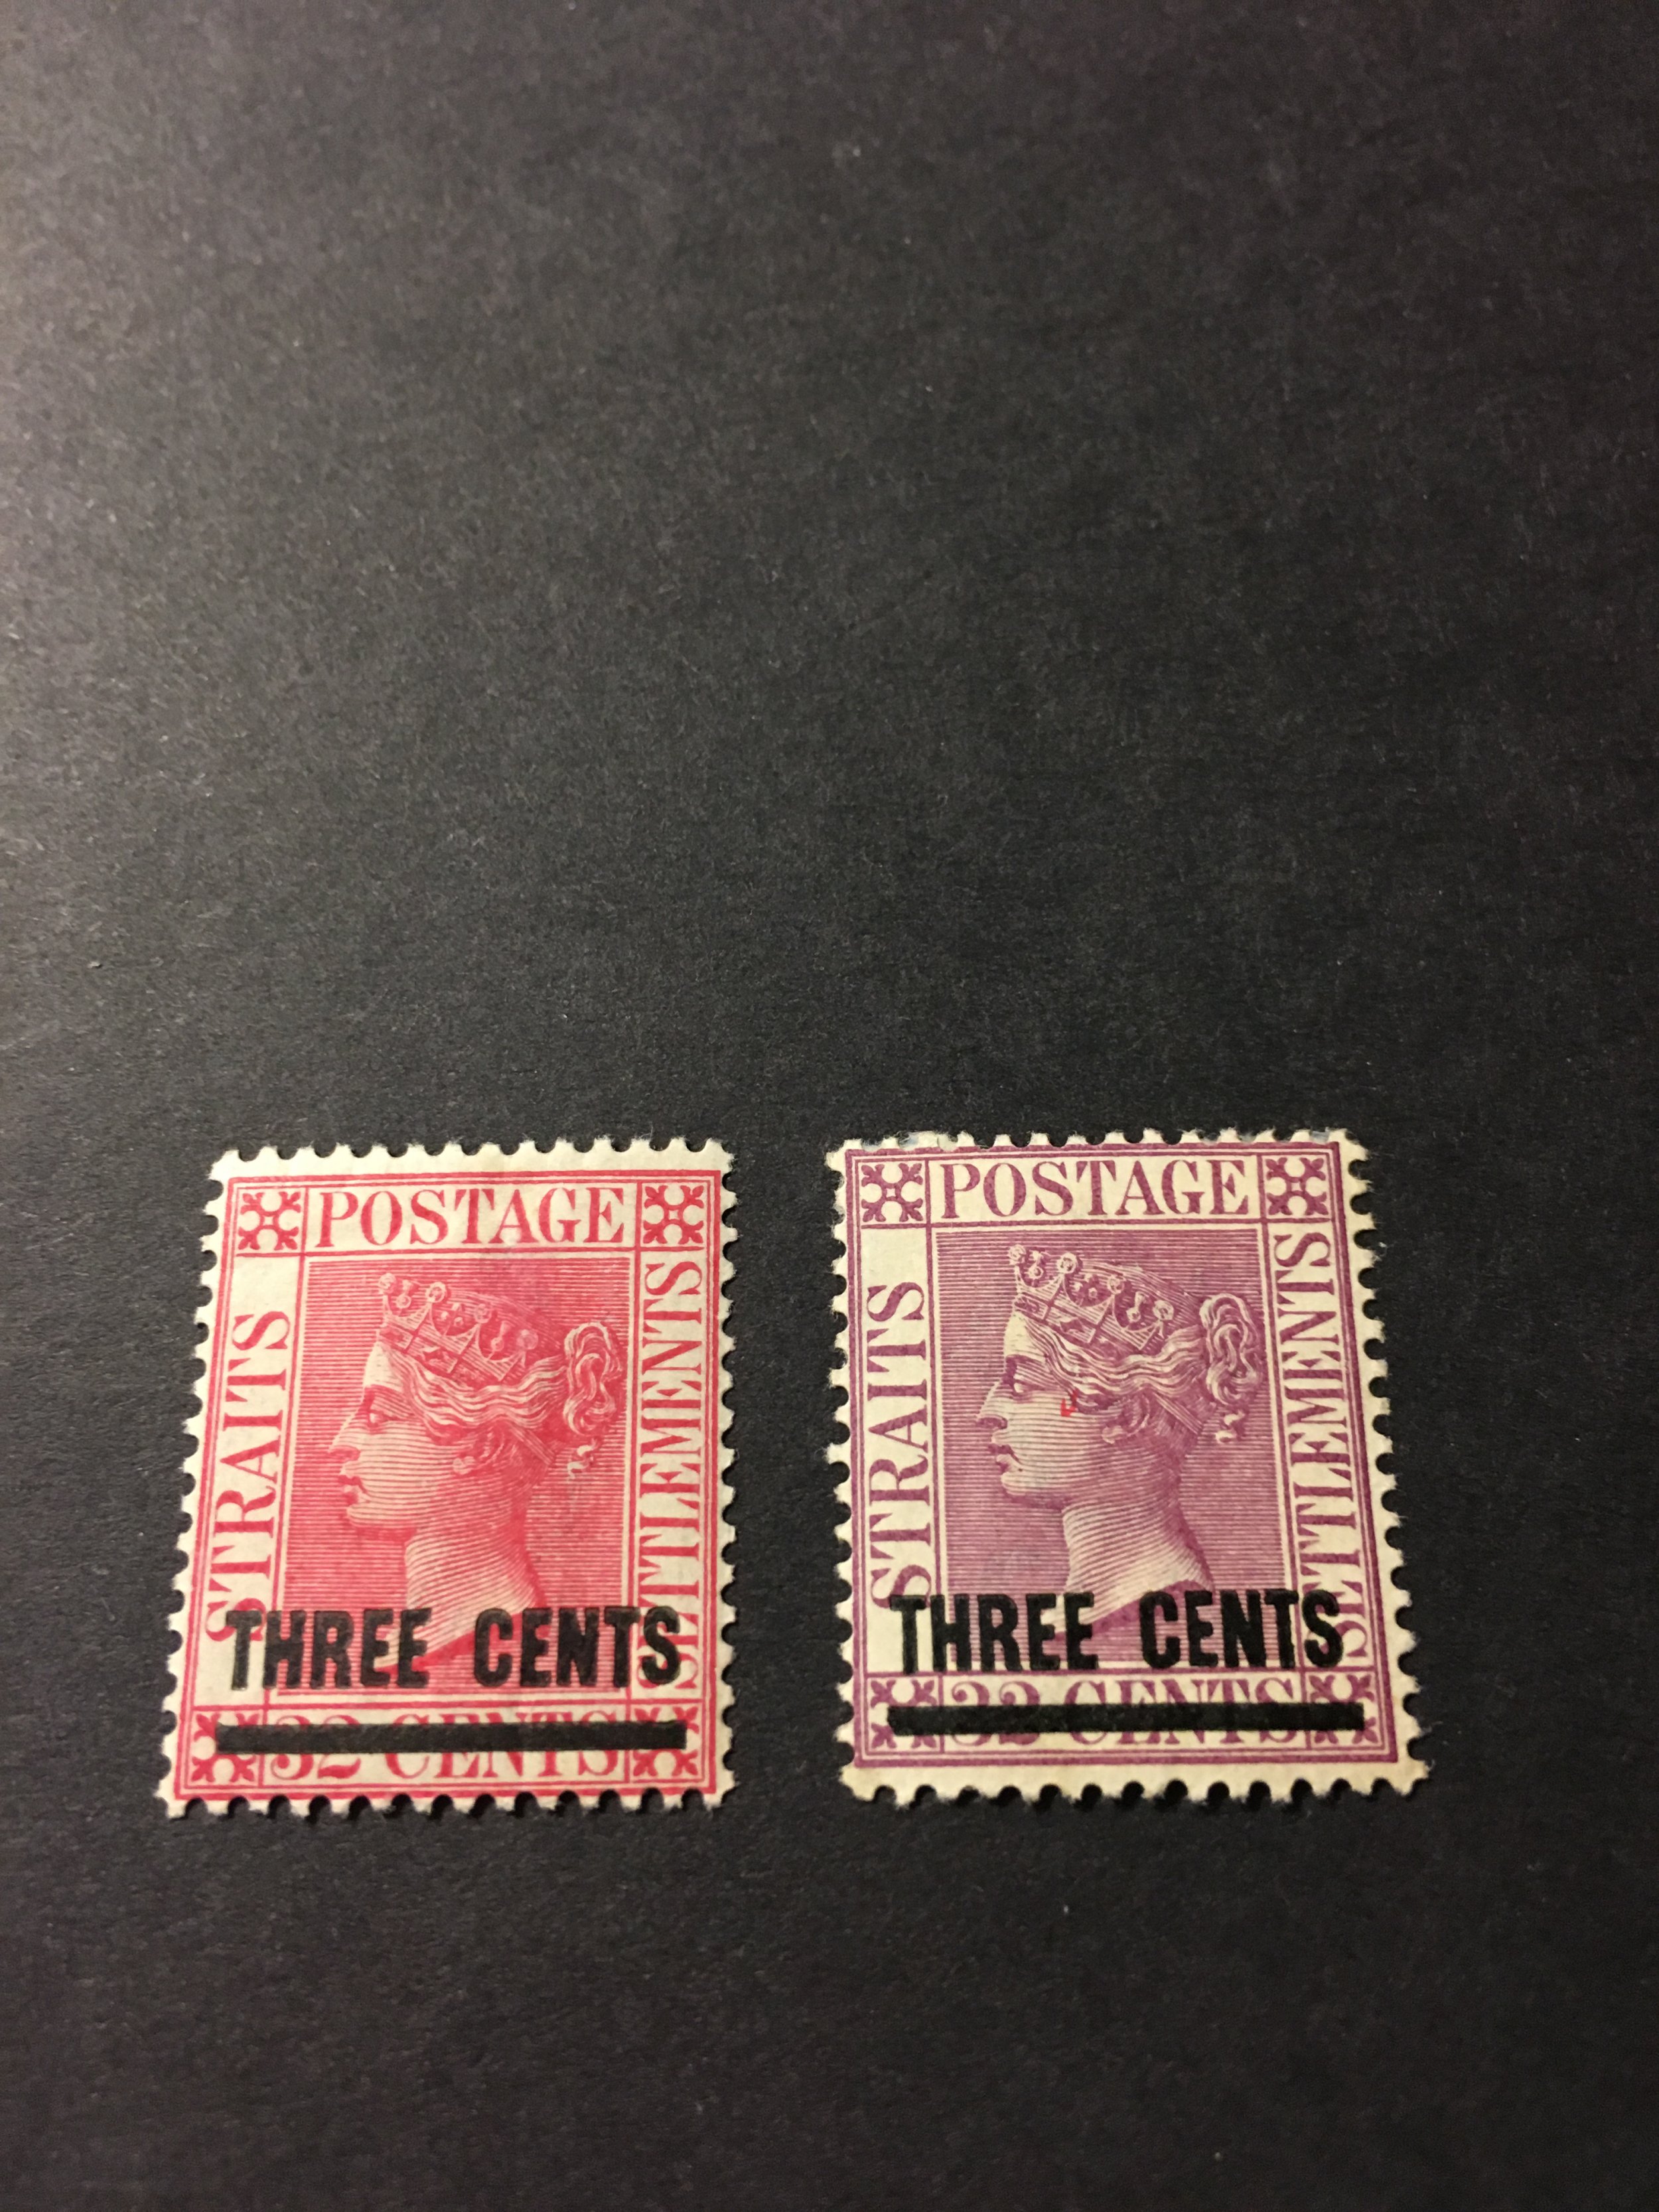 POSTAGE
STRAITS
SETTLEMENTS
THREE CENTS
32 CENTS
POSTAGE
STRAITS
SETTLEMENTS
THREE CENTS
32 CENTS